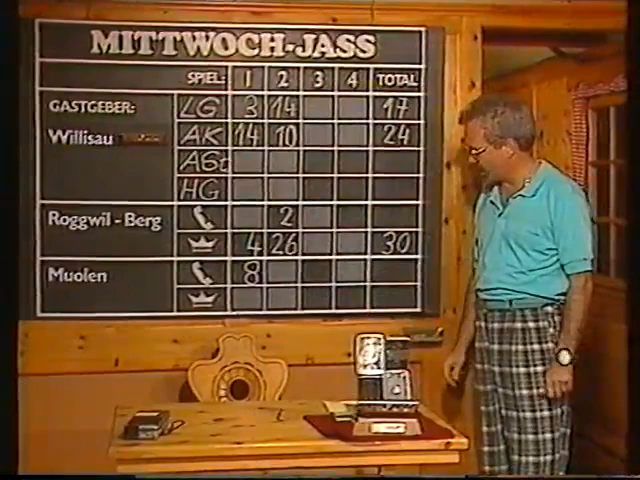 MITTWOCH-JASS
SPIEL: 1 2 3 4 TOTAL
GASTGEBER: LG 3 14 17
Willisau AK 14 10 24
ASt
HG
Roggwil-Berg 2
4 26 30
Muolen 8